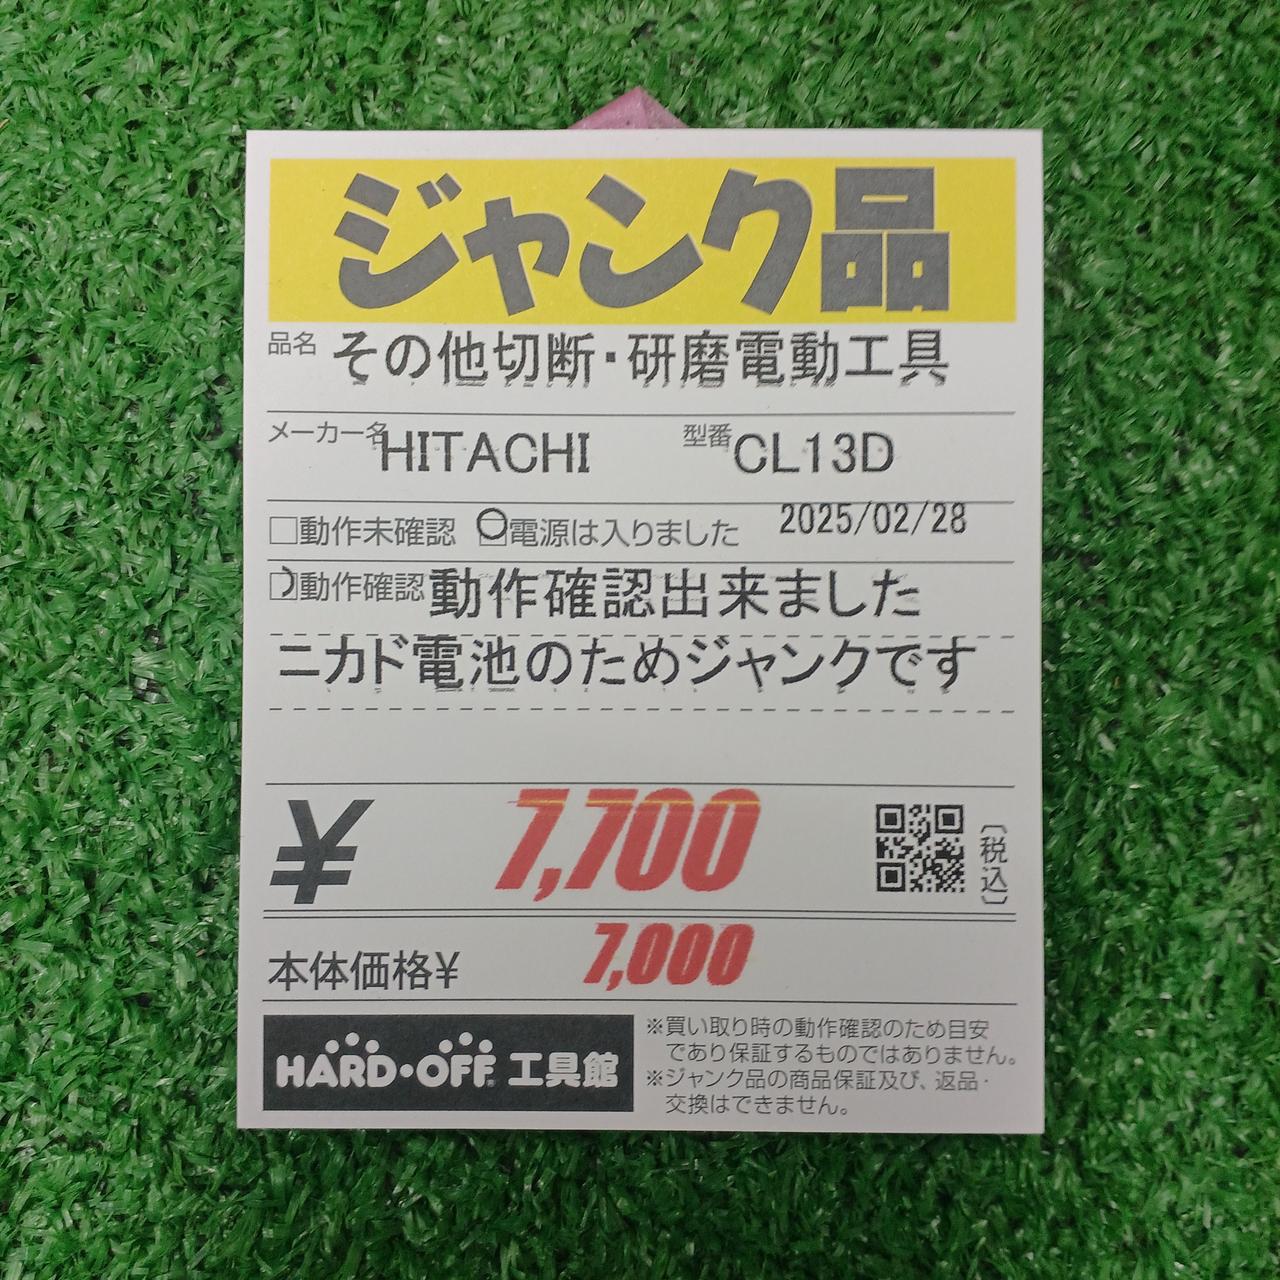 ジャンク品
品名 その他切断・研磨電動工具
メーカー名 HITACHI 型番 CL13D
□動作未確認 □電源は入りました 2025/02/28
□動作確認 動作確認出来ました
ニカド電池のためジャンクです
¥ 7,700 〔税込〕
本体価格¥ 7,000
HARD・OFF 工具館
※買い取り時の動作確認のため目安
であり保証するものではありません。
※ジャンク品の商品保証及び、返品・
交換はできません。